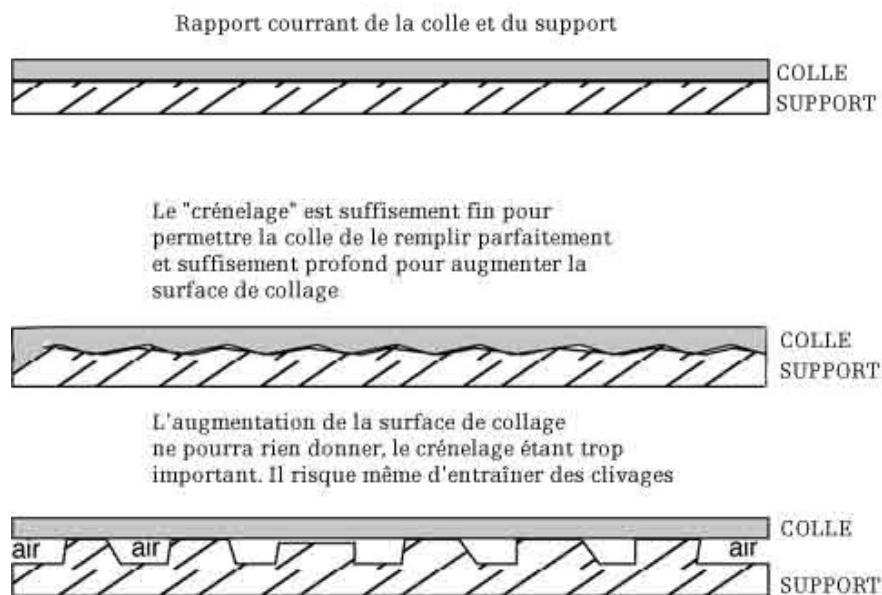 Rapport courrant de la colle et du support
COLLE
SUPPORT
Le "crénelage" est suffisement fin pour
permettre la colle de le remplir parfaitement
et suffisement profond pour augmenter la
surface de collage
COLLE
SUPPORT
L'augmentation de la surface de collage
ne pourra rien donner, le crénelage étant trop
important. Il risque même d'entraîner des clivages
COLLE
air air air
SUPPORT